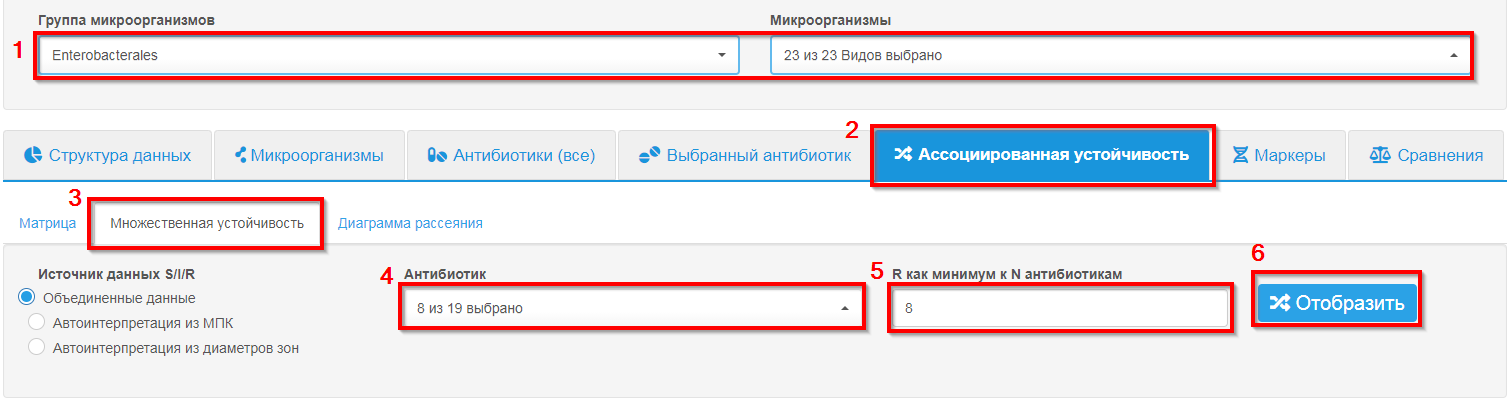 Группа микроорганизмов Микроорганизмы
1 Enterobacterales 23 из 23 Видов выбрано
2
Структура данных Микроорганизмы Антибиотики (все) Выбранный антибиотик Ассоциированная устойчивость Маркеры Сравнения
3
Матрица Множественная устойчивость Диаграмма рассеяния
Источник данных S/I/R 4 Антибиотик 5 R как минимум к N антибиотикам 6
Объединенные данные 8 из 19 выбрано 8 Отобразить
Автоинтерпретация из МПК
Автоинтерпретация из диаметров зон